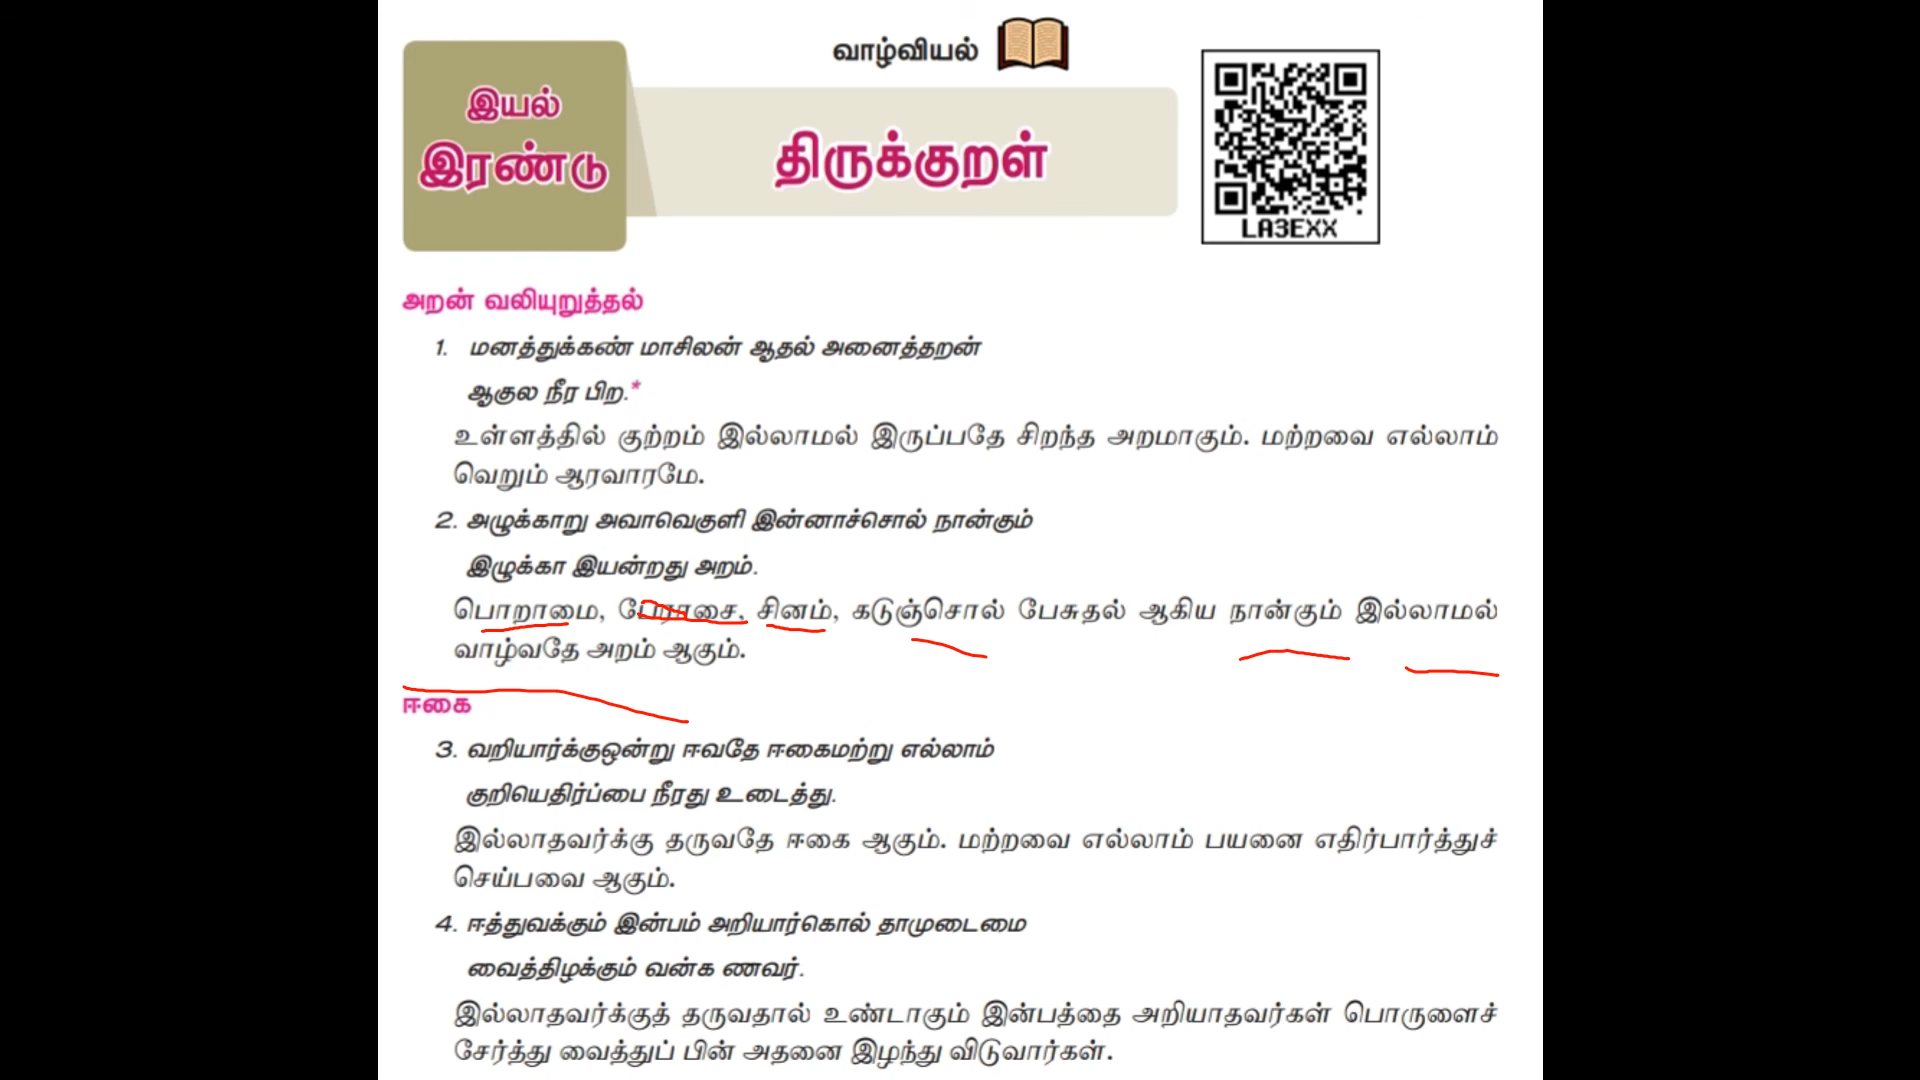 வாழ்வியல்
இயல்
இரண்டு
திருக்குறள்
LA3EXX
அறன் வலியுறுத்தல்
1. மனத்துக்கண் மாசிலன் ஆதல் அனைத்தறன்
ஆகுல நீர பிற.*
உள்ளத்தில் குற்றம் இல்லாமல் இருப்பதே சிறந்த அறமாகும். மற்றவை எல்லாம்
வெறும் ஆரவாரமே.
2. அழுக்காறு அவாவெகுளி இன்னாச்சொல் நான்கும்
இழுக்கா இயன்றது அறம்.
பொறாமை, பேராசை, சினம், கடுஞ்சொல் பேசுதல் ஆகிய நான்கும் இல்லாமல்
வாழ்வதே அறம் ஆகும்.
ஈகை
3. வறியார்க்குஒன்று ஈவதே ஈகைமற்று எல்லாம்
குறியெதிர்ப்பை நீரது உடைத்து.
இல்லாதவர்க்கு தருவதே ஈகை ஆகும். மற்றவை எல்லாம் பயனை எதிர்பார்த்துச்
செய்பவை ஆகும்.
4. ஈத்துவக்கும் இன்பம் அறியார்கொல் தாமுடைமை
வைத்திழக்கும் வன்க ணவர்.
இல்லாதவர்க்குத் தருவதால் உண்டாகும் இன்பத்தை அறியாதவர்கள் பொருளைச்
சேர்த்து வைத்துப் பின் அதனை இழந்து விடுவார்கள்.